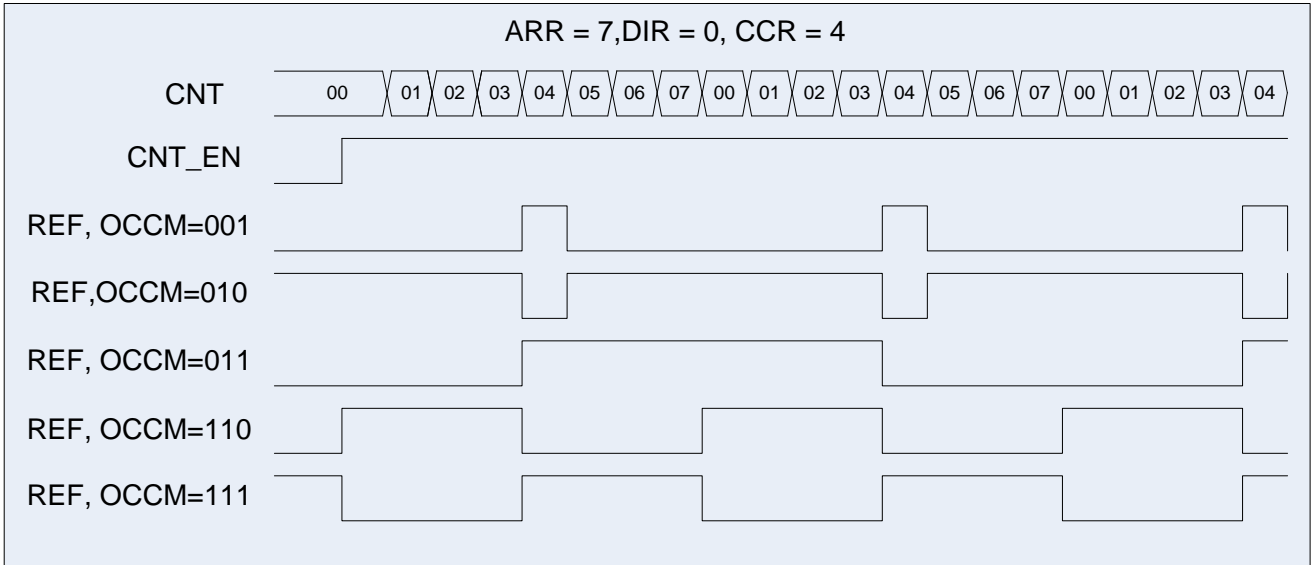 ARR = 7,DIR = 0, CCR = 4
CNT 00 01 02 03 04 05 06 07 00 01 02 03 04 05 06 07 00 01 02 03 04
CNT_EN
REF, OCCM=001
REF,OCCM=010
REF, OCCM=011
REF, OCCM=110
REF, OCCM=111